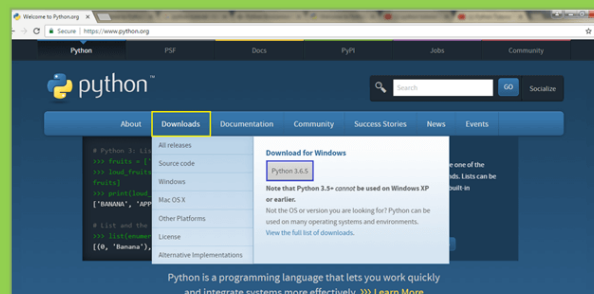 Welcome to Python.org
Secure | https://www.python.org
Python PSF Docs PyPI Jobs Community
python™
Search GO Socialize
About Downloads Documentation Community Success Stories News Events
All releases
Source code
Windows
Mac OS X
Other Platforms
License
Alternative Implementations
Download for Windows
Python 3.6.5
Note that Python 3.5+ cannot be used on Windows XP
or earlier.
Not the OS or version you are looking for? Python can be
used on many operating systems and environments.
View the full list of downloads.
# Python 3: Lis
>>> fruits = ['
>>> loud_fruits
fruits]
>>> print(loud_
['BANANA', 'APP
# List and the
>>> list(enumer
[(0, 'Banana'),
e one of the
nds. Lists can be
built-in
Python is a programming language that lets you work quickly
and integrate systems more effectively. >>> Learn More